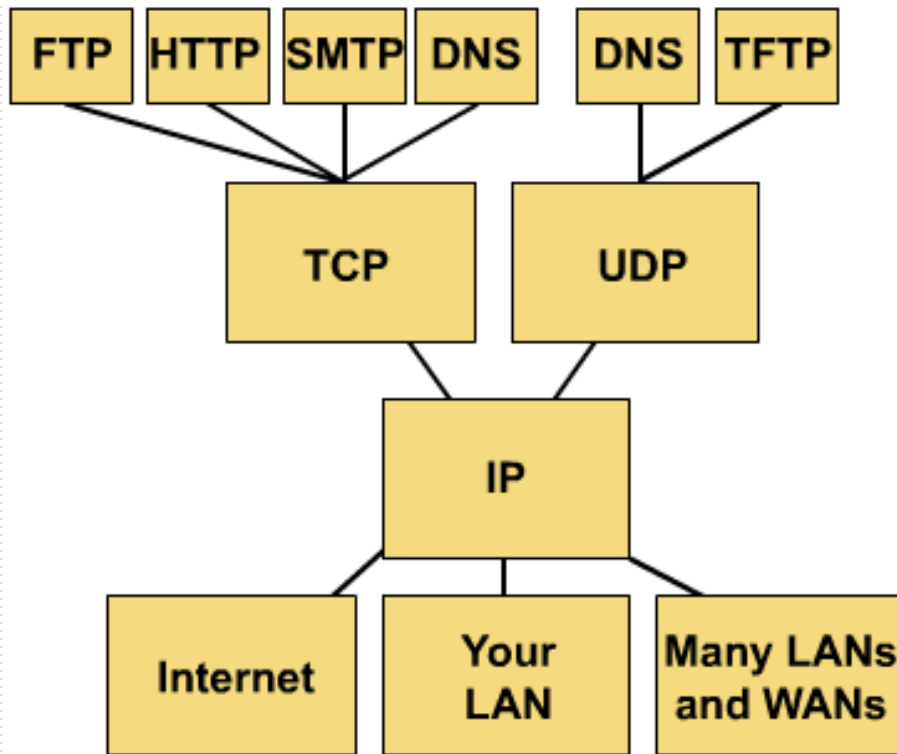 FTP
HTTP
SMTP
DNS
DNS
TFTP
TCP
UDP
IP
Internet
Your
LAN
Many LANs
and WANs